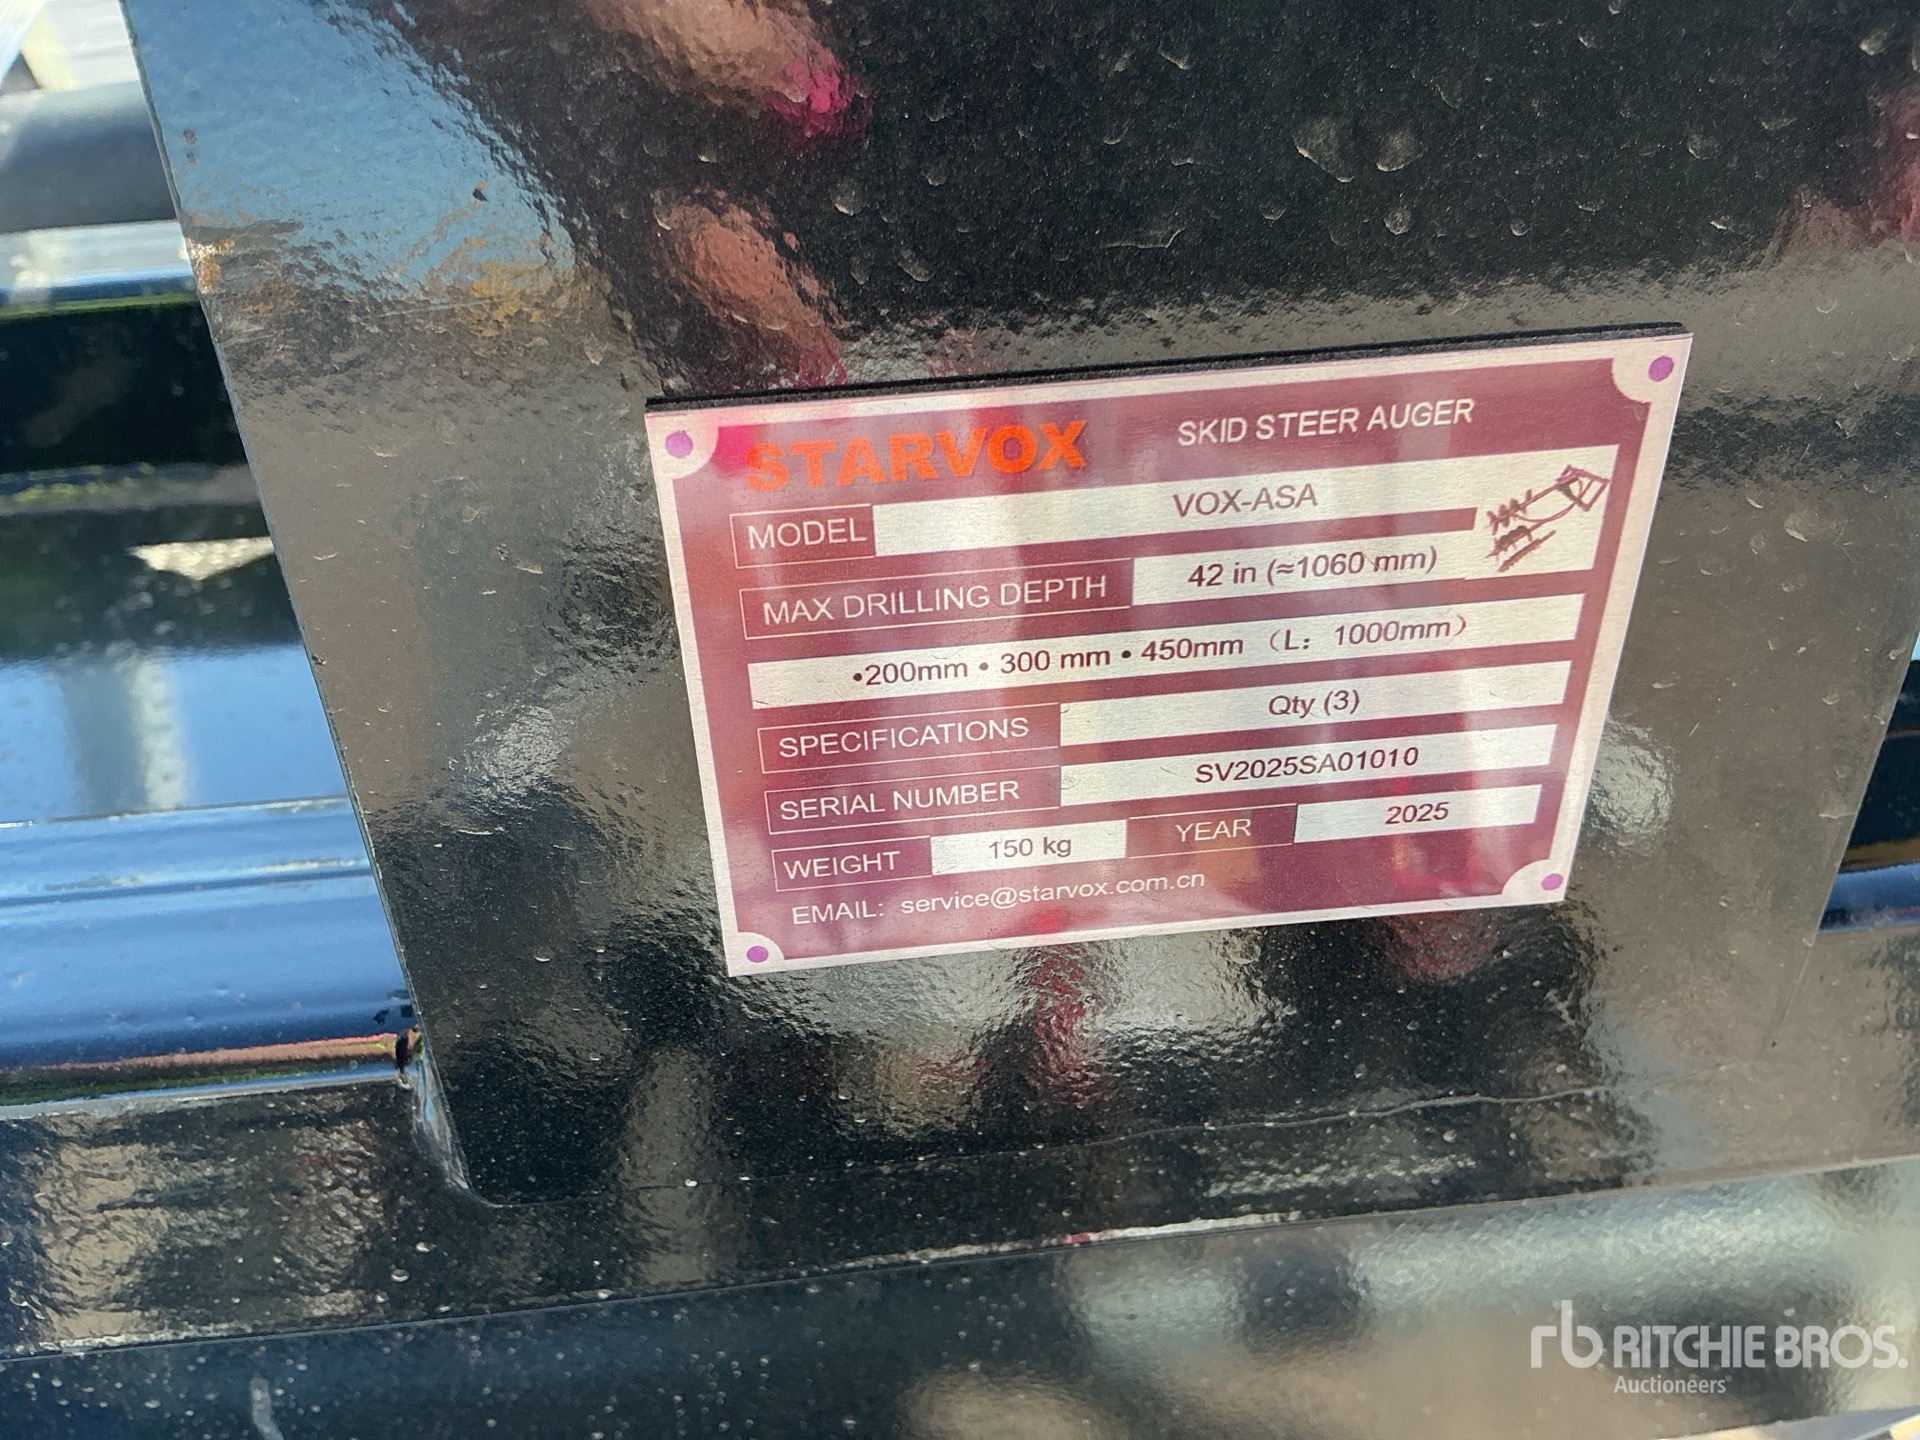 STARVOX SKID STEER AUGER
MODEL VOX-ASA
MAX DRILLING DEPTH 42 in (≈1060 mm)
•200mm • 300 mm • 450mm （L： 1000mm）
SPECIFICATIONS Qty (3)
SERIAL NUMBER SV2025SA01010
WEIGHT 150 kg YEAR 2025
EMAIL: service@starvox.com.cn
rb RITCHIE BROS.
Auctioneers